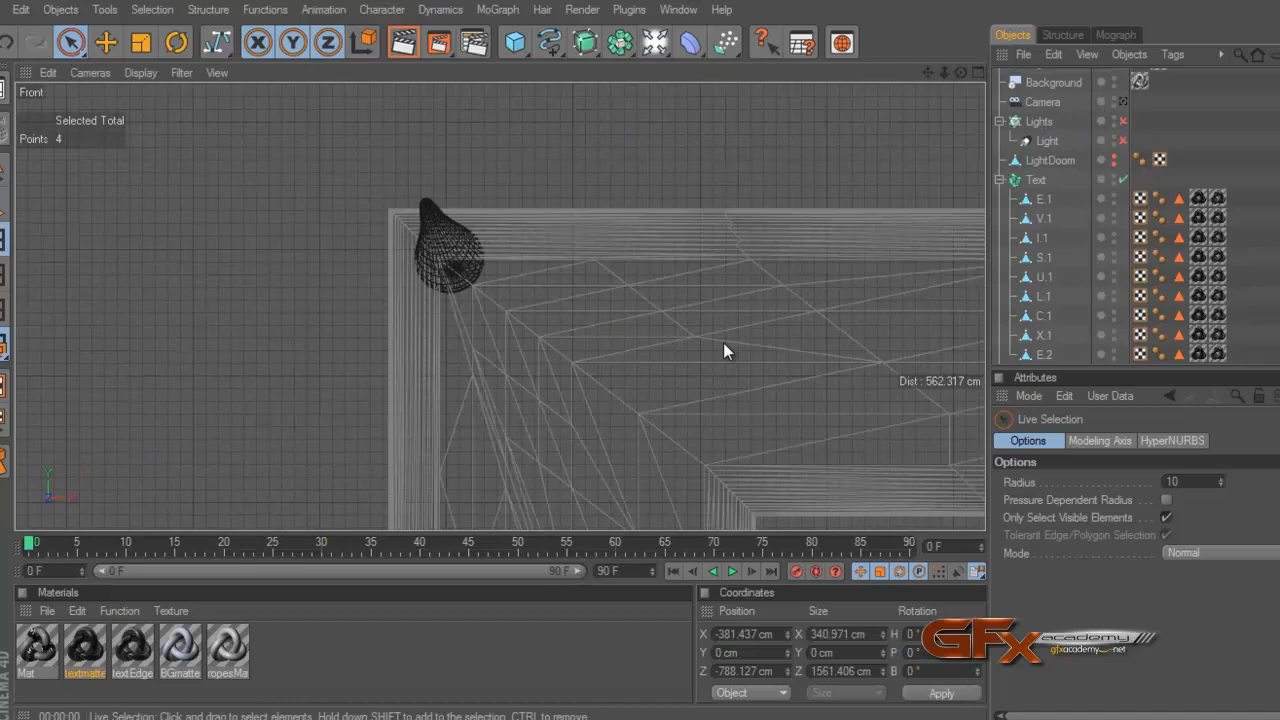 Edit Objects Tools Selection Structure Functions Animation Character Dynamics MoGraph Hair Render Plugins Window Help
Objects Structure Mograph
File Edit View Objects Tags
Edit Cameras Display Filter View
Front
Selected Total
Points 4
Background
Camera
Lights
Light
LightDoom
Text
E.1
V.1
I.1
S.1
U.1
L.1
C.1
X.1
E.2
Dist : 562.317 cm
Attributes
Mode Edit User Data
Live Selection
Options Modeling Axis HyperNURBS
Options
Radius 10
Pressure Dependent Radius
Only Select Visible Elements
Tolerant Edge/Polygon Selection
Mode Normal
Y
Z X
0 5 10 15 20 25 30 35 40 45 50 55 60 65 70 75 80 85 90 0 F
0 F 0 F 90 F 90 F
Materials
File Edit Function Texture
Mat textmatte textEdge BGmatte ropesMa
Coordinates
Position Size Rotation
X -381.437 cm X 340.971 cm H 0 °
Y 0 cm Y 0 cm P 0 °
Z -788.127 cm Z 1561.406 cm B 0 °
Object Size Apply
GFx academy
gfxacademy.net
CINEMA 4D
00:00:00 Live Selection: Click and drag to select elements. Hold down SHIFT to add to the selection, CTRL to remove.